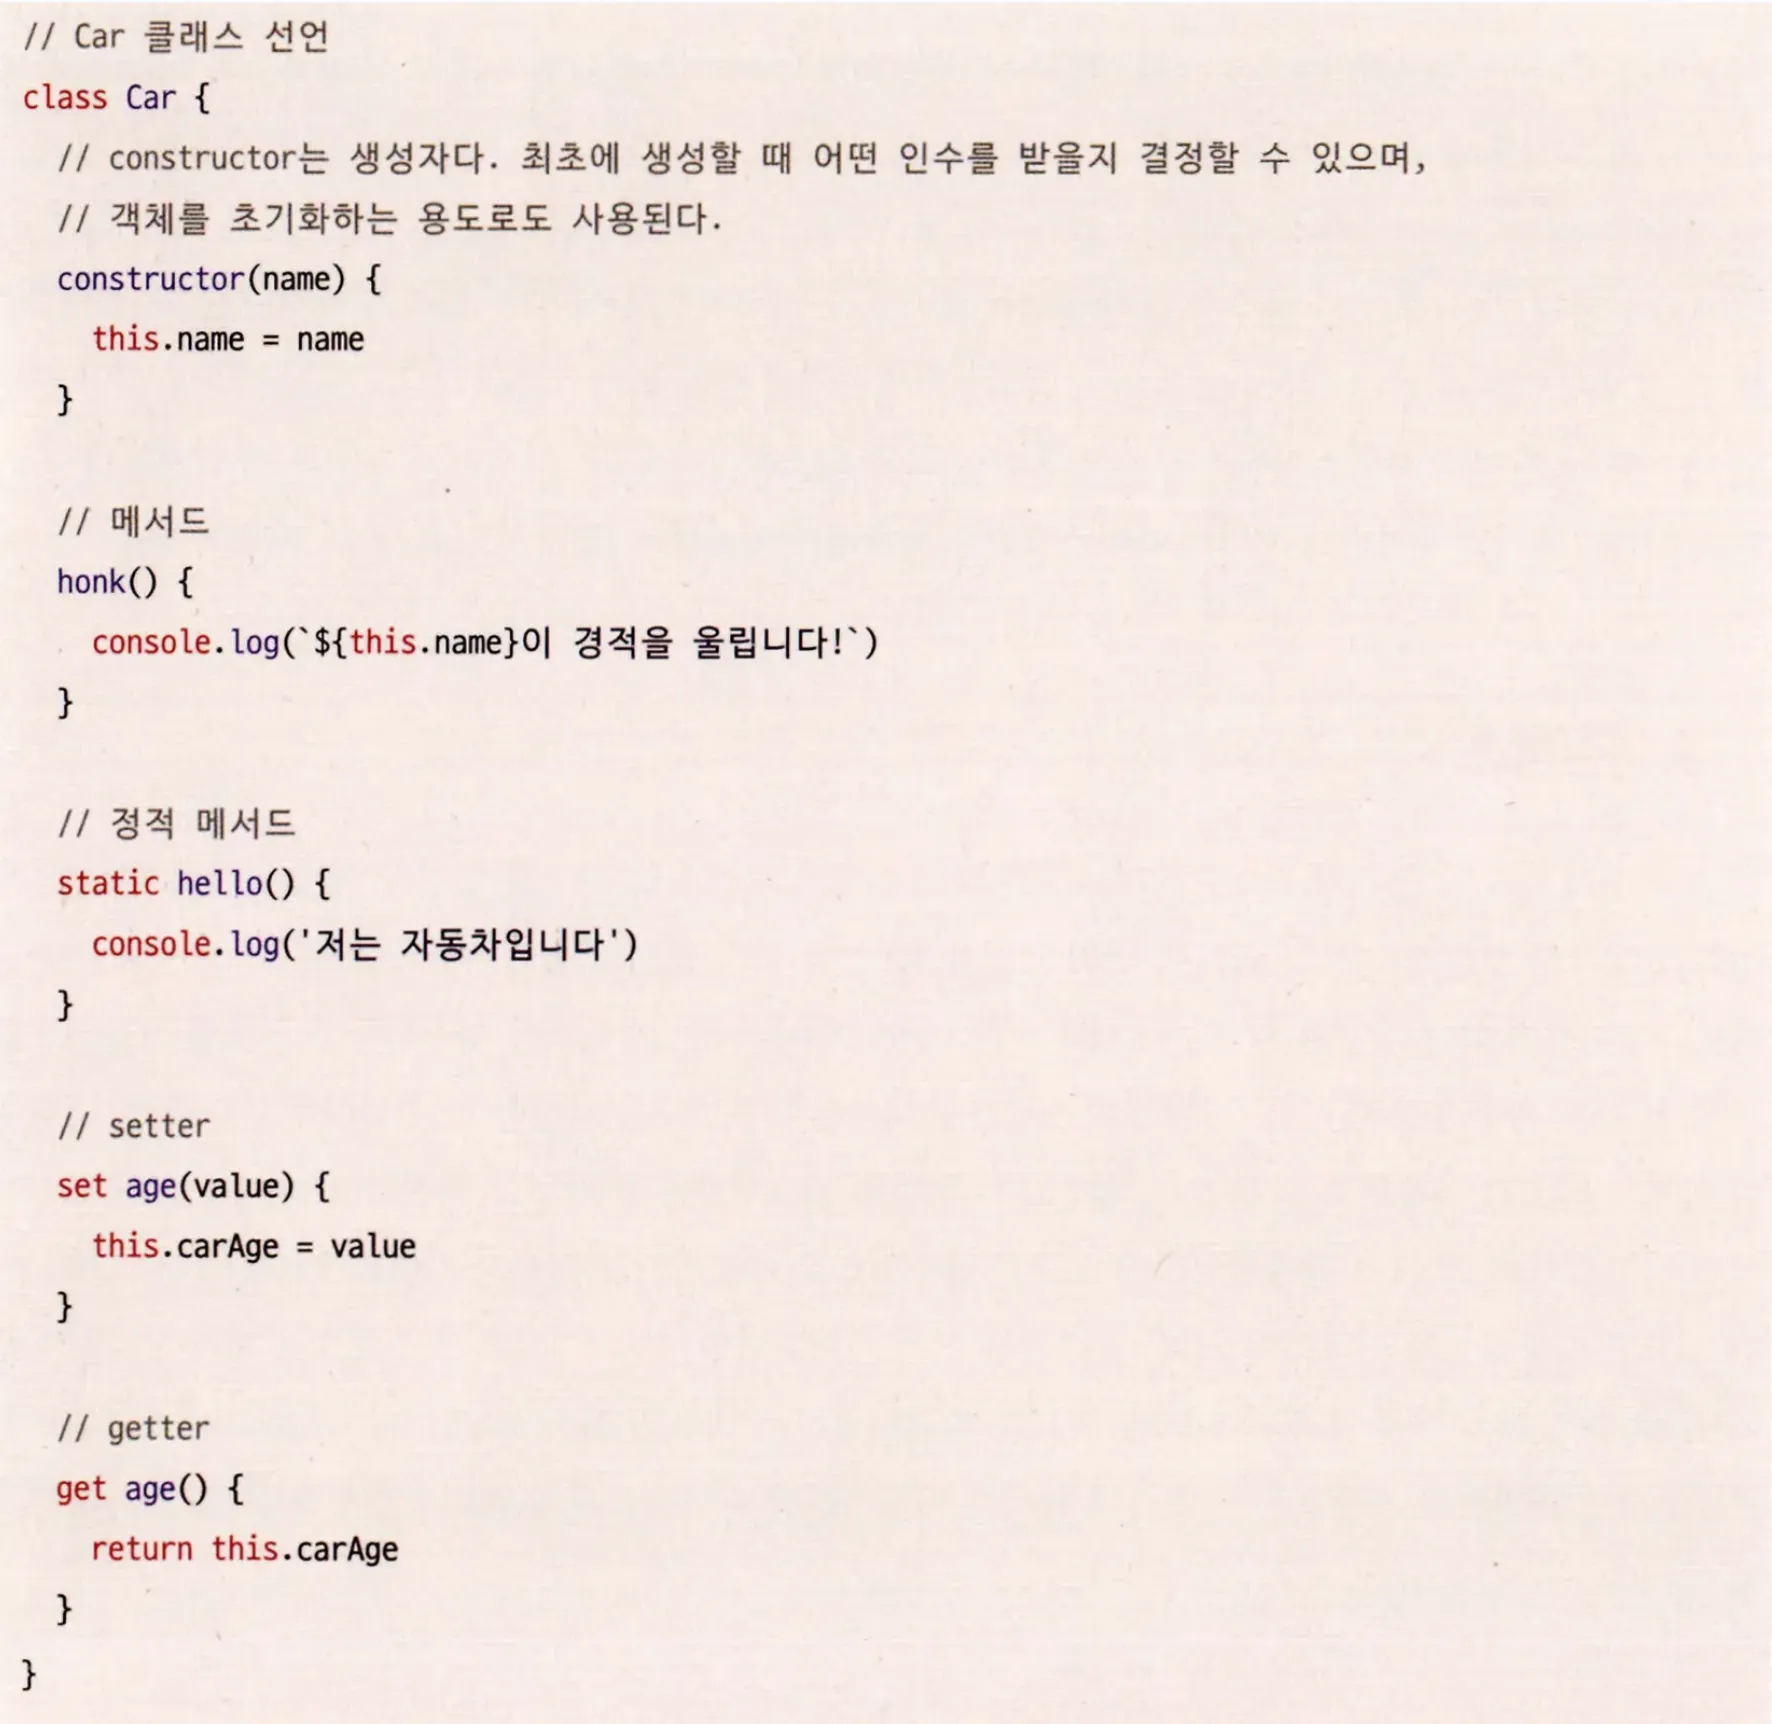 // Car 클래스 선언
class Car {
  // constructor는 생성자다. 최초에 생성할 때 어떤 인수를 받을지 결정할 수 있으며,
  // 객체를 초기화하는 용도로도 사용된다.
  constructor(name) {
    this.name = name
  }

  // 메서드
  honk() {
    console.log(`${this.name}이 경적을 울립니다!`)
  }

  // 정적 메서드
  static hello() {
    console.log('저는 자동차입니다')
  }

  // setter
  set age(value) {
    this.carAge = value
  }

  // getter
  get age() {
    return this.carAge
  }
}